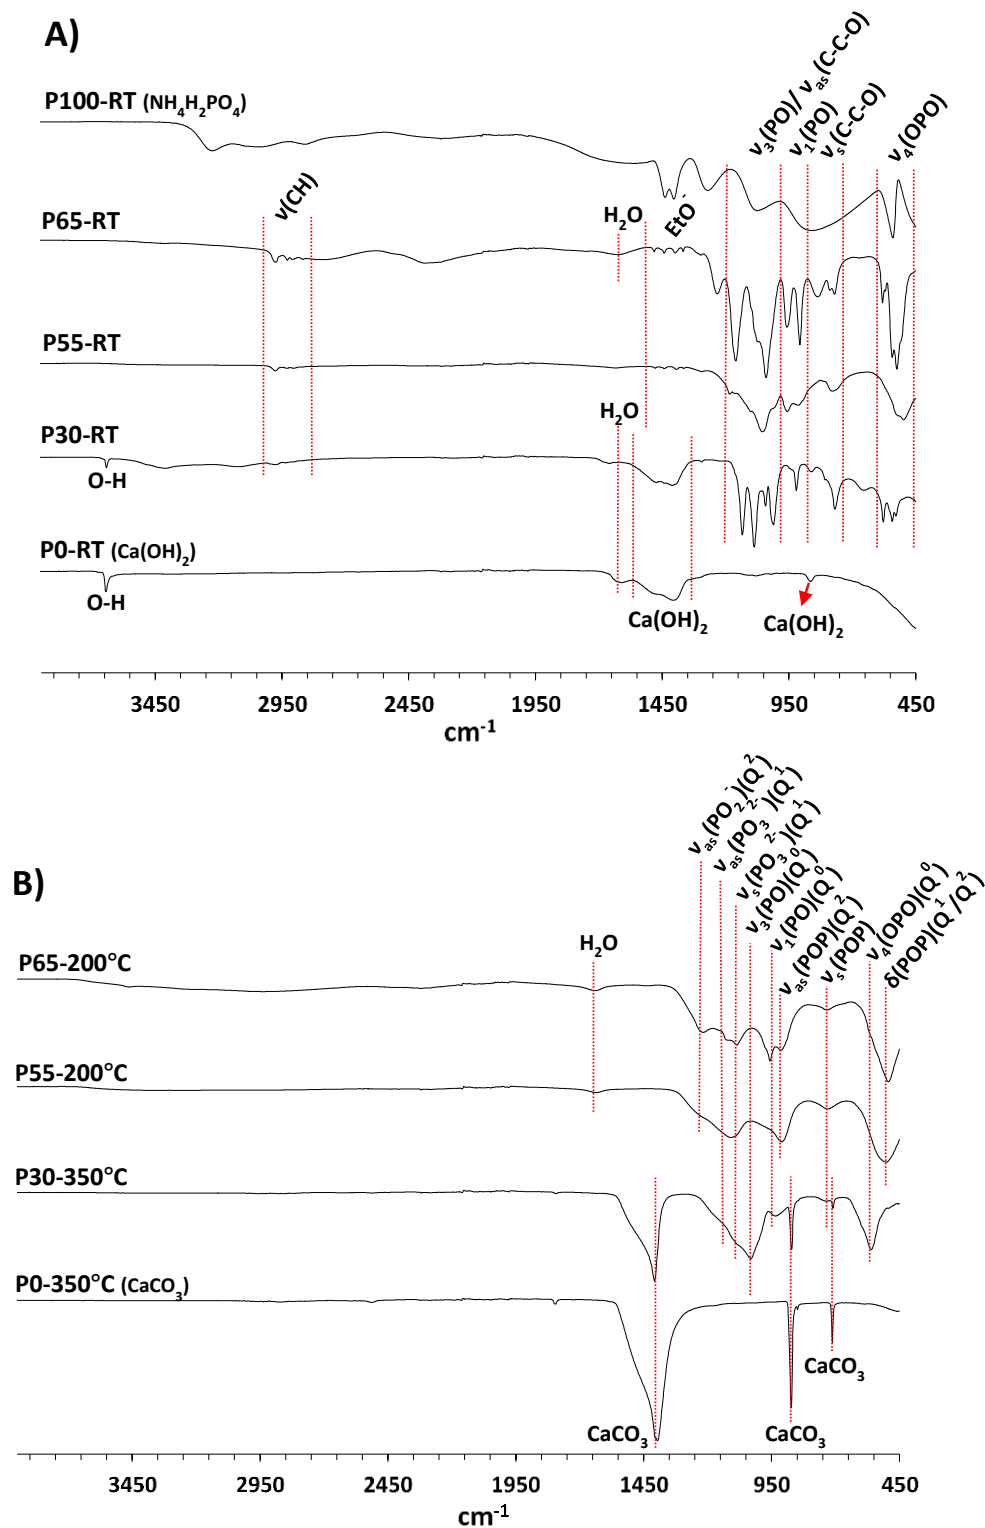 A)
ν3(PO)/ νas(C-C-O)
ν1(PO)
νs(C-C-O)
ν4(OPO)
P100-RT (NH4H2PO4)
ν(CH)
P65-RT
H2O
EtO-
P55-RT
H2O
P30-RT
O-H
P0-RT (Ca(OH)2)
O-H
Ca(OH)2
Ca(OH)2
3450 2950 2450 1950 1450 950 450
cm-1
B)
νas(PO2-)(Q2)
νas(PO32-)(Q1)
νs(PO32-)(Q1)
ν3(PO)(Q0)
ν1(PO)(Q0)
νas(POP)(Q2)
νs(POP)
ν4(OPO)(Q0)
δ(POP)(Q1/Q2)
H2O
P65-200°C
P55-200°C
P30-350°C
P0-350°C (CaCO3)
CaCO3
CaCO3
CaCO3
3450 2950 2450 1950 1450 950 450
cm-1